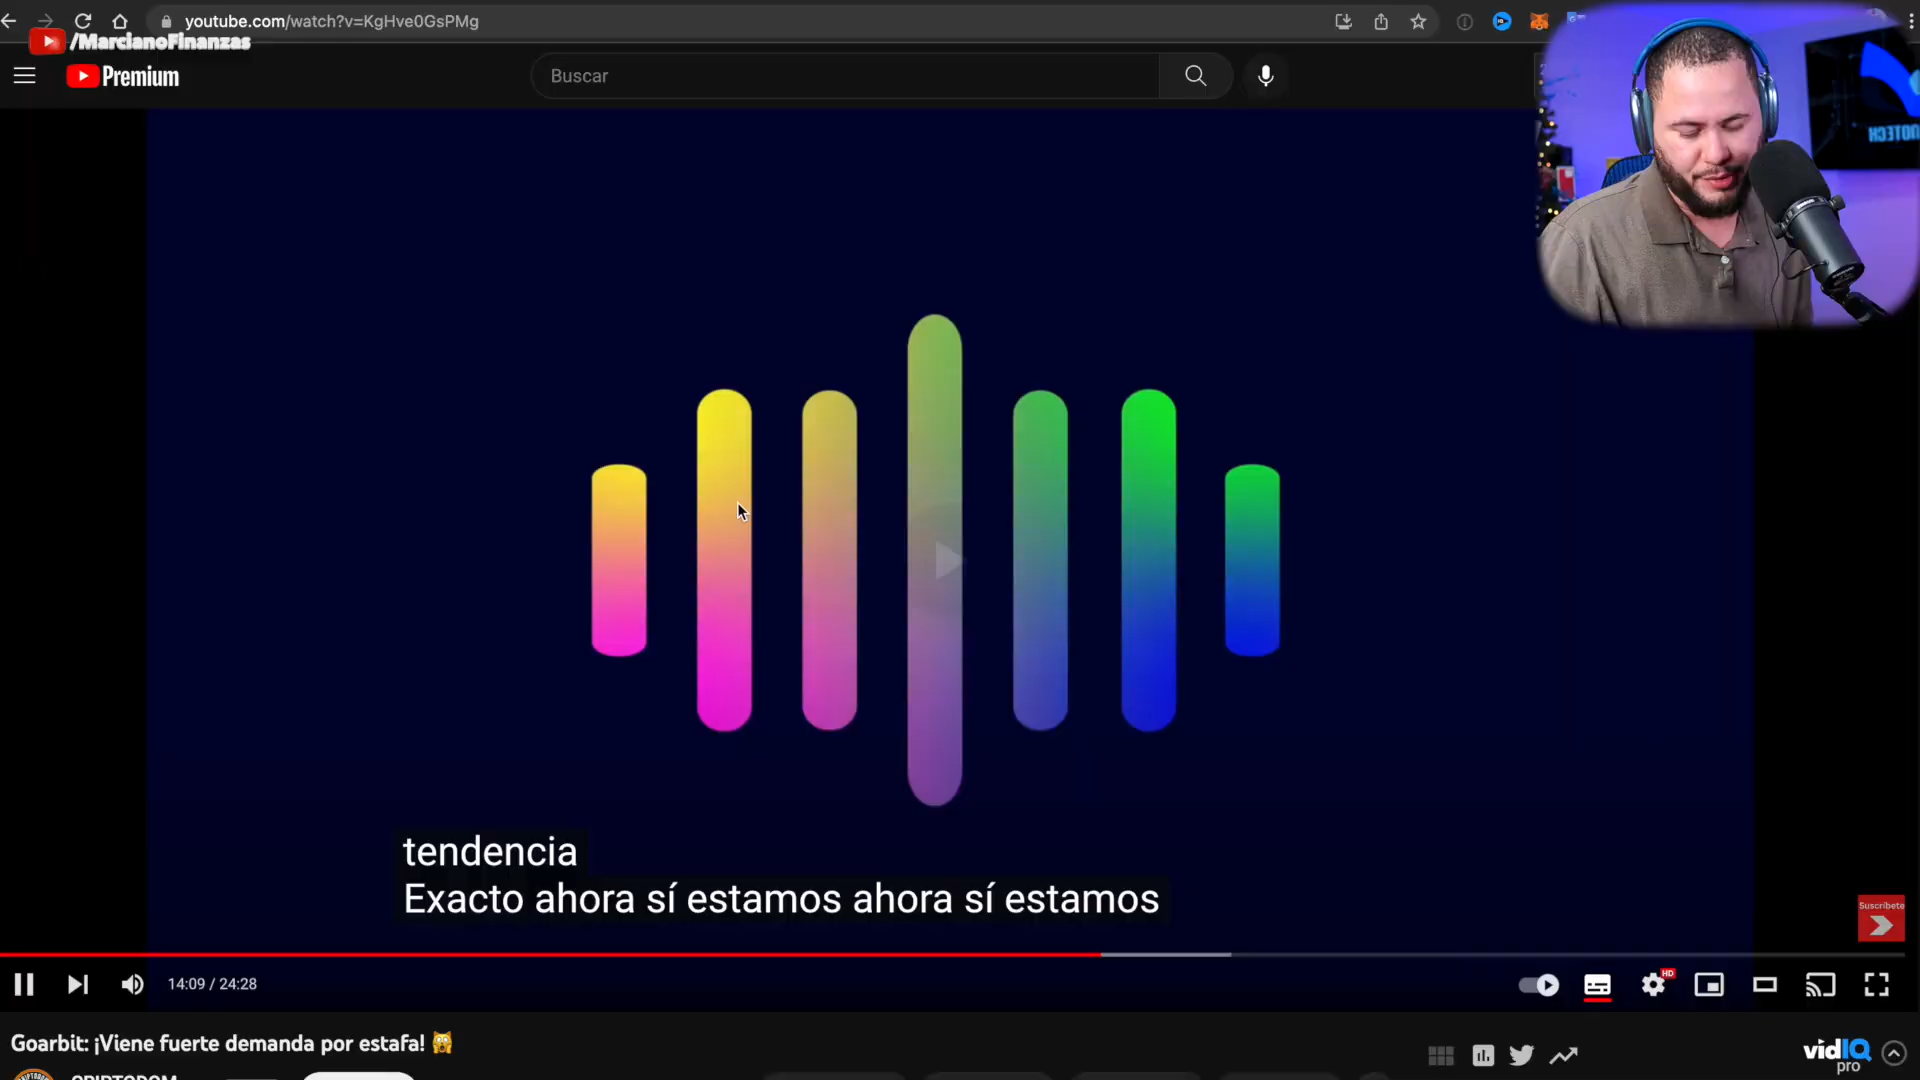 youtube.com/watch?v=KgHve0GsPMg
/MarcianoFinanzas
Premium
Buscar
tendencia
Exacto ahora sí estamos ahora sí estamos
Suscríbete
14:09 / 24:28
HD
Goarbit: ¡Viene fuerte demanda por estafa! 🙀
vidIQ
pro